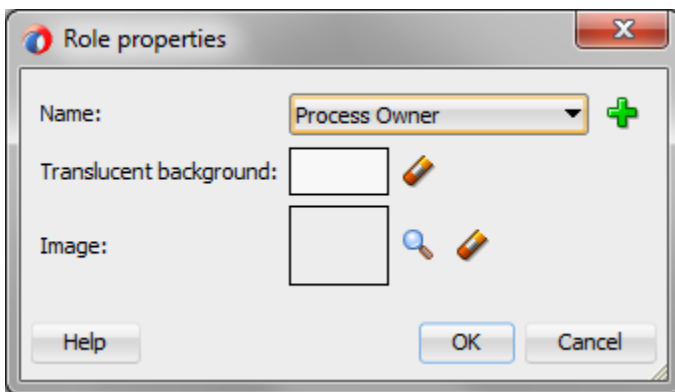 Role properties
Name:
Process Owner
Translucent background:
Image:
Help
OK
Cancel